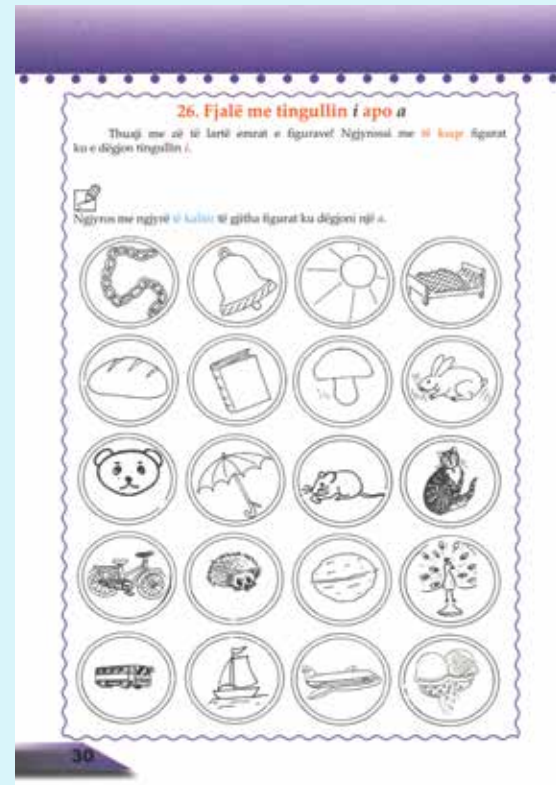 26. Fjalë me tingullin i apo a
Thuaji me zë të lartë emrat e figurave! Ngjyrosi me të kuqe figurat
ku e dëgjon tingullin i.
Ngjyros me ngjyrë të kaltër të gjitha figurat ku dëgjoni një a.
30